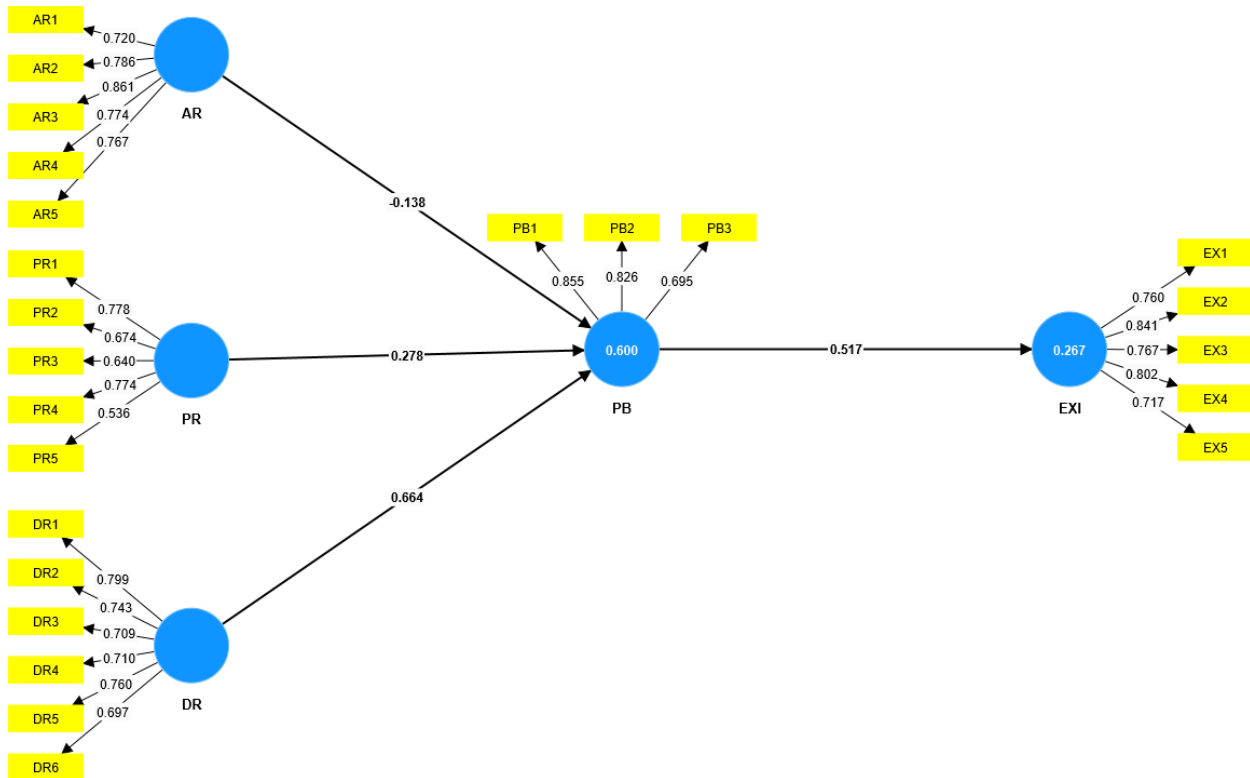 AR1
AR2
AR3
AR4
AR5
0.720
0.786
0.861
0.774
0.767
AR
PR1
PR2
PR3
PR4
PR5
0.778
0.674
0.640
0.774
0.536
PR
DR1
DR2
DR3
DR4
DR5
DR6
0.799
0.743
0.709
0.710
0.760
0.697
DR
-0.138
0.278
0.664
PB1
PB2
PB3
0.855
0.826
0.695
0.600
PB
0.517
0.267
EXI
0.760
0.841
0.767
0.802
0.717
EX1
EX2
EX3
EX4
EX5